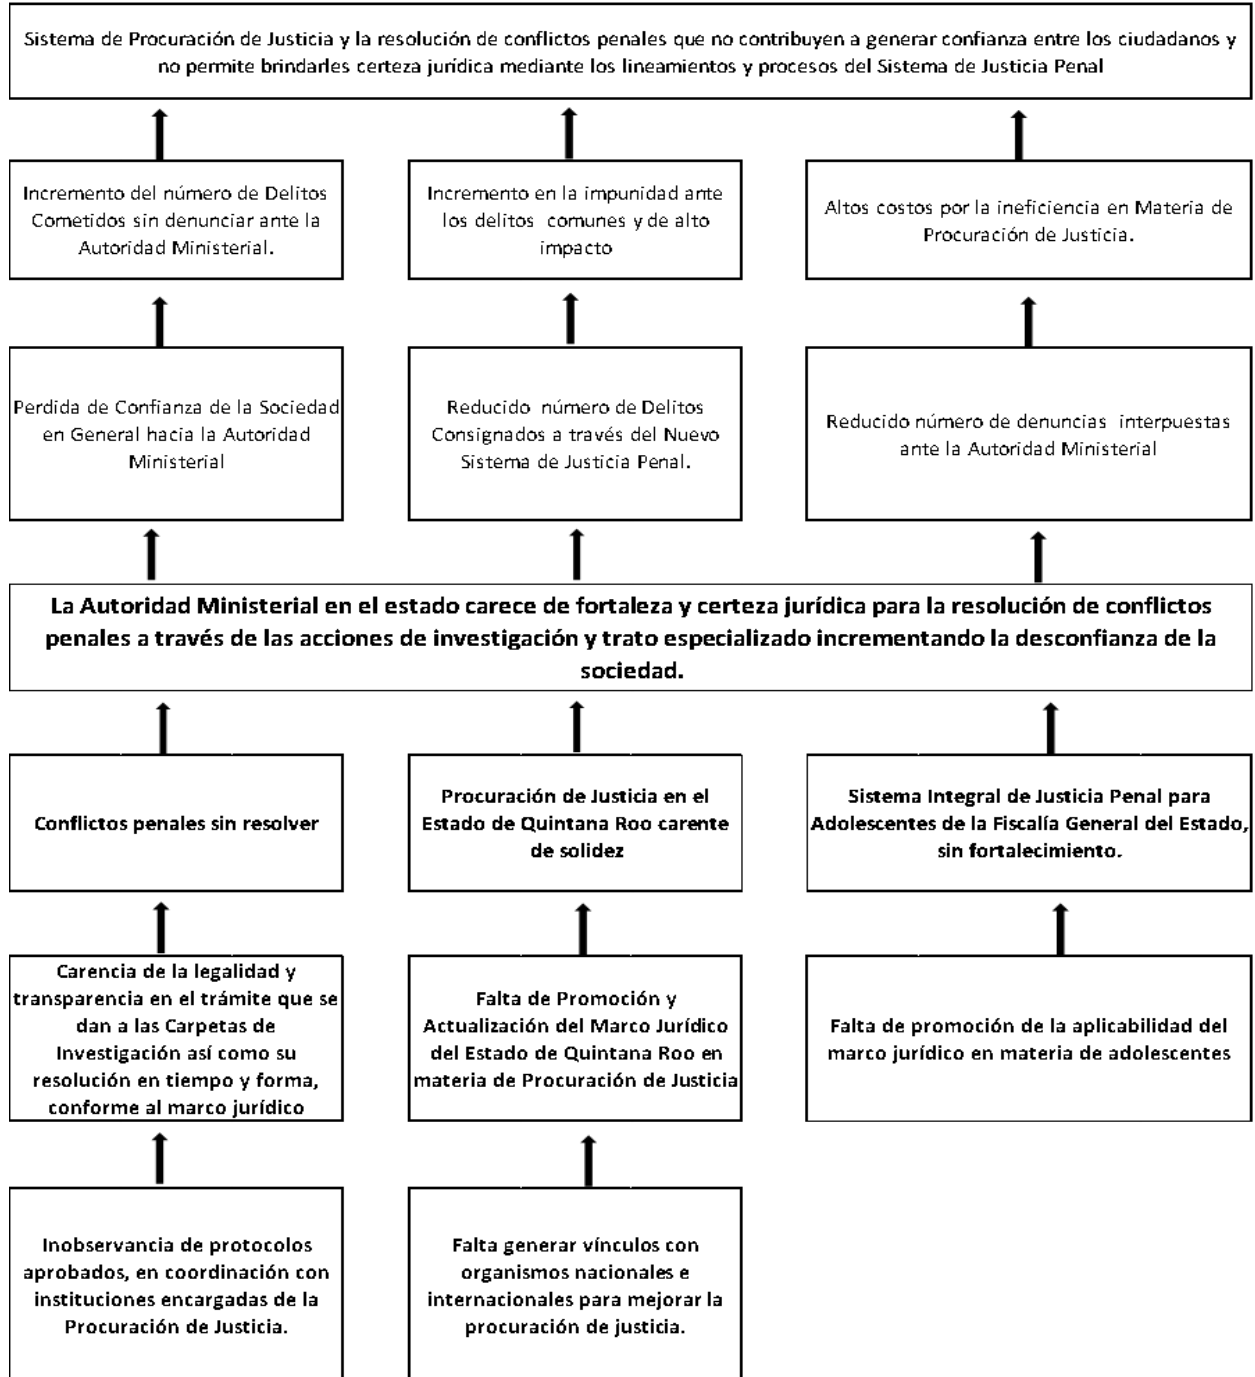 Sistema de Procuración de Justicia y la resolución de conflictos penales que no contribuyen a generar confianza entre los ciudadanos y
no permite brindarles certeza jurídica mediante los lineamientos y procesos del Sistema de Justicia Penal
Incremento del número de Delitos
Cometidos sin denunciar ante la
Autoridad Ministerial.
Incremento en la impunidad ante
los delitos comunes y de alto
impacto
Altos costos por la ineficiencia en Materia de
Procuración de Justicia.
Perdida de Confianza de la Sociedad
en General hacia la Autoridad
Ministerial
Reducido número de Delitos
Consignados a través del Nuevo
Sistema de Justicia Penal.
Reducido número de denuncias interpuestas
ante la Autoridad Ministerial
La Autoridad Ministerial en el estado carece de fortaleza y certeza jurídica para la resolución de conflictos
penales a través de las acciones de investigación y trato especializado incrementando la desconfianza de la
sociedad.
Conflictos penales sin resolver
Procuración de Justicia en el
Estado de Quintana Roo carente
de solidez
Sistema Integral de Justicia Penal para
Adolescentes de la Fiscalía General del Estado,
sin fortalecimiento.
Carencia de la legalidad y
transparencia en el trámite que se
dan a las Carpetas de
Investigación así como su
resolución en tiempo y forma,
conforme al marco jurídico
Falta de Promoción y
Actualización del Marco Jurídico
del Estado de Quintana Roo en
materia de Procuración de Justicia
Falta de promoción de la aplicabilidad del
marco jurídico en materia de adolescentes
Inobservancia de protocolos
aprobados, en coordinación con
instituciones encargadas de la
Procuración de Justicia.
Falta generar vínculos con
organismos nacionales e
internacionales para mejorar la
procuración de justicia.